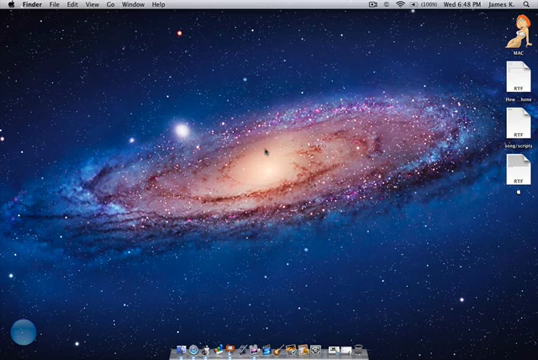 Finder File Edit View Go Window Help (100%) Wed 6:48 PM James K.
MAC
RTF
RTF
song/scripts
RTF